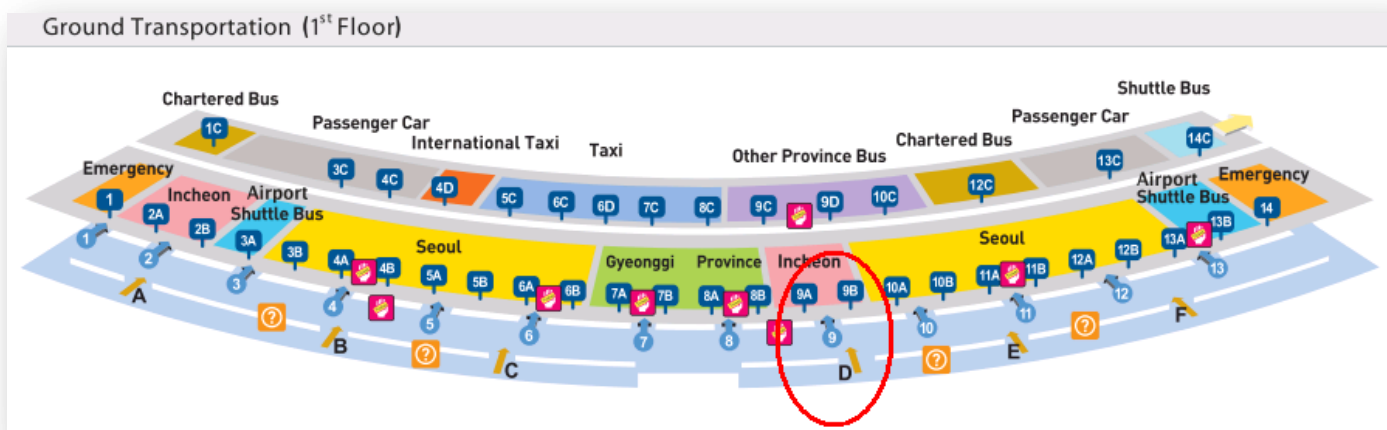 Ground Transportation (1st Floor)
Shuttle Bus
Chartered Bus
Passenger Car
Passenger Car
International Taxi
Taxi
Other Province Bus
Chartered Bus
1C
3C
4C
4D
5C
6C
6D
7C
8C
9C
9D
10C
12C
13C
14C
Emergency
Incheon
Airport
Shuttle Bus
Seoul
Gyeonggi Province
Incheon
Seoul
Airport
Shuttle Bus
Emergency
1
2A
2B
3A
3B
4A
4B
5A
5B
6A
6B
7A
7B
8A
8B
9A
9B
10A
10B
11A
11B
12A
12B
13A
13B
14
1
2
3
4
5
6
7
8
9
10
11
12
13
A
B
C
D
E
F
?
?
?
?